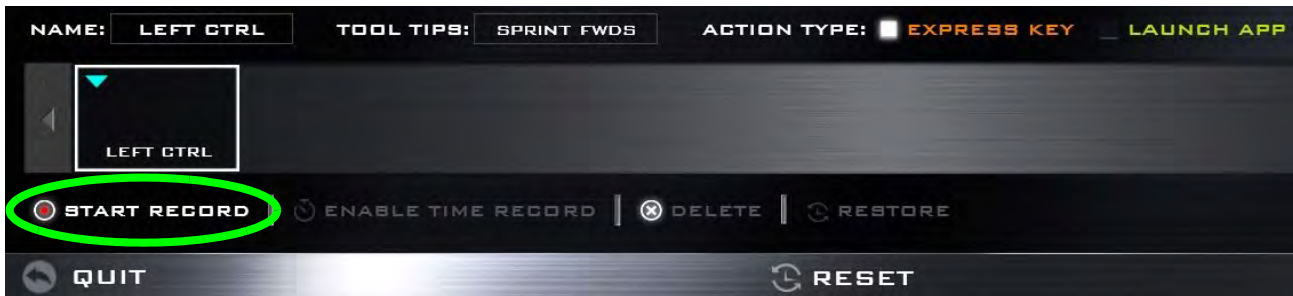 NAME: LEFT CTRL TOOL TIPS: SPRINT FWDS ACTION TYPE: EXPRESS KEY LAUNCH APP
LEFT CTRL
START RECORD ENABLE TIME RECORD DELETE RESTORE
QUIT RESET